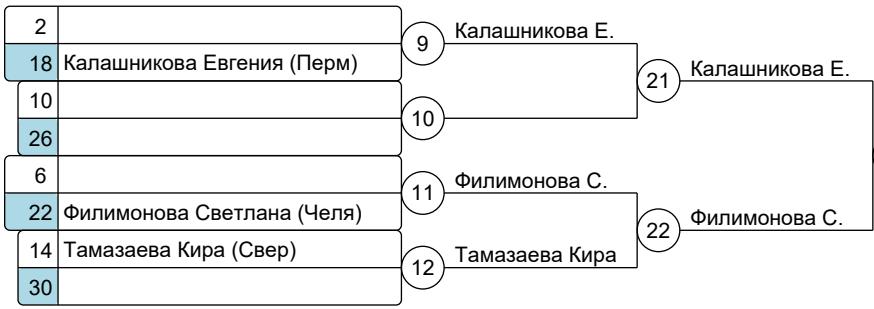 2
18 Калашникова Евгения (Перм)
10
26
6
22 Филимонова Светлана (Челя)
14 Тамазаева Кира (Свер)
30
9 Калашникова Е.
10
11 Филимонова С.
12 Тамазаева Кира
21 Калашникова Е.
22 Филимонова С.